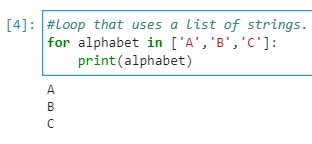 [4]: #loop that uses a list of strings.
for alphabet in ['A','B','C']:
    print(alphabet)
A
B
C